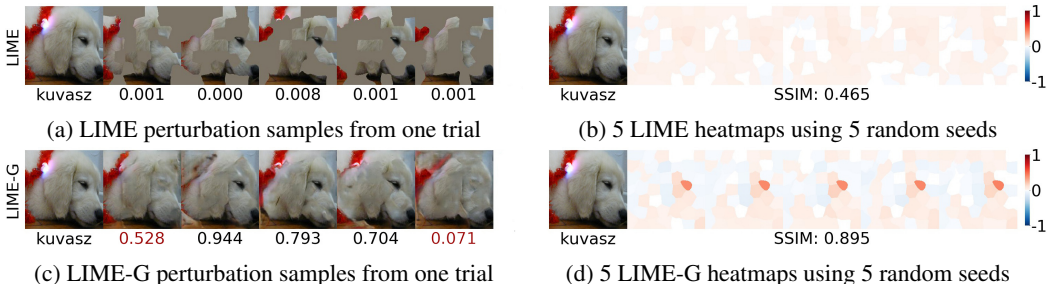 LIME
kuvasz 0.001 0.000 0.008 0.001 0.001
(a) LIME perturbation samples from one trial
1
0
-1
kuvasz SSIM: 0.465
(b) 5 LIME heatmaps using 5 random seeds
LIME-G
kuvasz 0.528 0.944 0.793 0.704 0.071
(c) LIME-G perturbation samples from one trial
1
0
-1
kuvasz SSIM: 0.895
(d) 5 LIME-G heatmaps using 5 random seeds